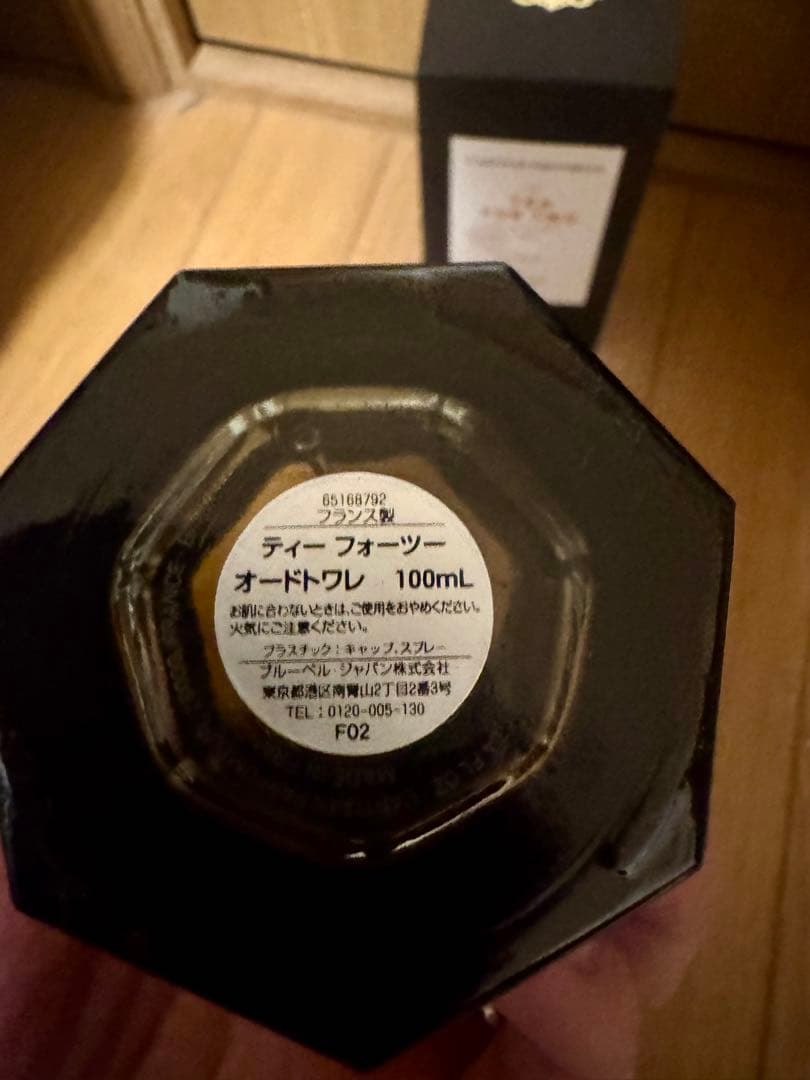 TEA
FOR TWO
65168792
フランス製
ティー フォーツー
オードトワレ 100mL
お肌に合わないときは、ご使用をおやめください。
火気にご注意ください。
プラスチック：キャップ、スプレー
ブルーベル・ジャパン株式会社
東京都港区南青山2丁目2番3号
TEL：0120-005-130
F02